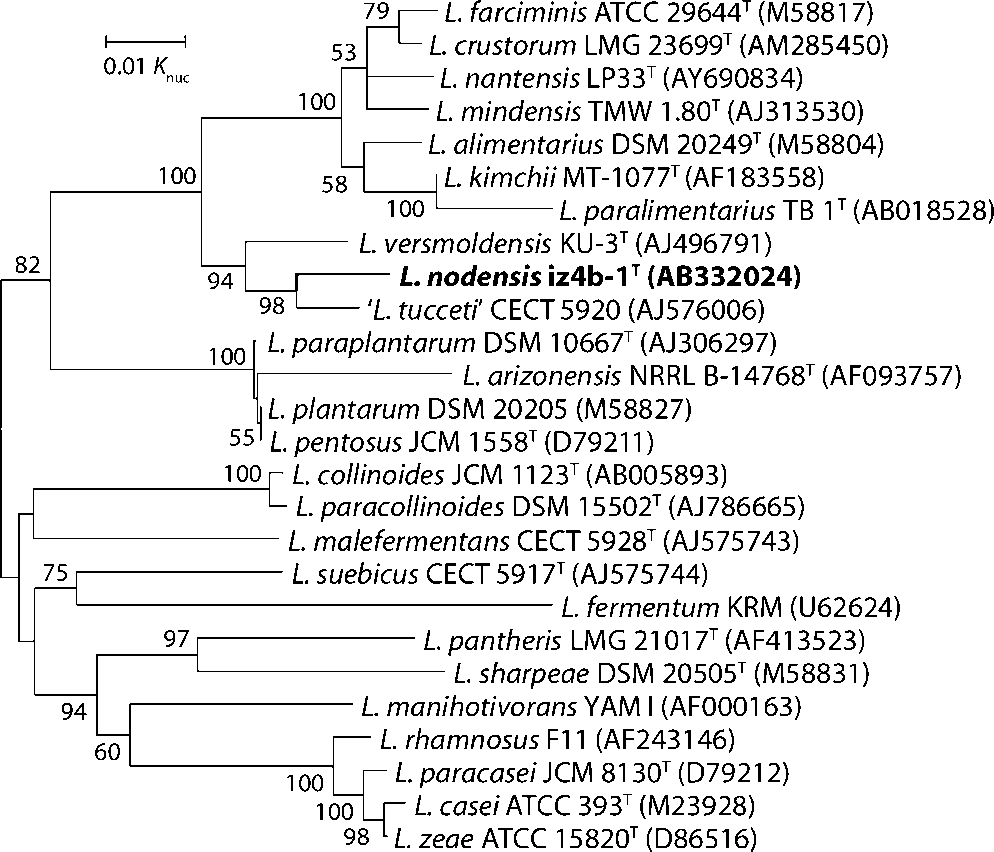 79
L. farciminis ATCC 29644ᵀ (M58817)
0.01 Knuc
53
L. crustorum LMG 23699ᵀ (AM285450)
L. nantensis LP33ᵀ (AY690834)
100
L. mindensis TMW 1.80ᵀ (AJ313530)
L. alimentarius DSM 20249ᵀ (M58804)
100
58
L. kimchii MT-1077ᵀ (AF183558)
100
L. paralimentarius TB 1ᵀ (AB018528)
L. versmoldensis KU-3ᵀ (AJ496791)
82
94
L. nodensis iz4b-1ᵀ (AB332024)
98
'L. tucceti' CECT 5920 (AJ576006)
100
L. paraplantarum DSM 10667ᵀ (AJ306297)
L. arizonensis NRRL B-14768ᵀ (AF093757)
L. plantarum DSM 20205 (M58827)
55
L. pentosus JCM 1558ᵀ (D79211)
100
L. collinoides JCM 1123ᵀ (AB005893)
L. paracollinoides DSM 15502ᵀ (AJ786665)
L. malefermentans CECT 5928ᵀ (AJ575743)
75
L. suebicus CECT 5917ᵀ (AJ575744)
L. fermentum KRM (U62624)
97
L. pantheris LMG 21017ᵀ (AF413523)
L. sharpeae DSM 20505ᵀ (M58831)
94
L. manihotivorans YAM I (AF000163)
60
L. rhamnosus F11 (AF243146)
100
L. paracasei JCM 8130ᵀ (D79212)
100
L. casei ATCC 393ᵀ (M23928)
98
L. zeae ATCC 15820ᵀ (D86516)